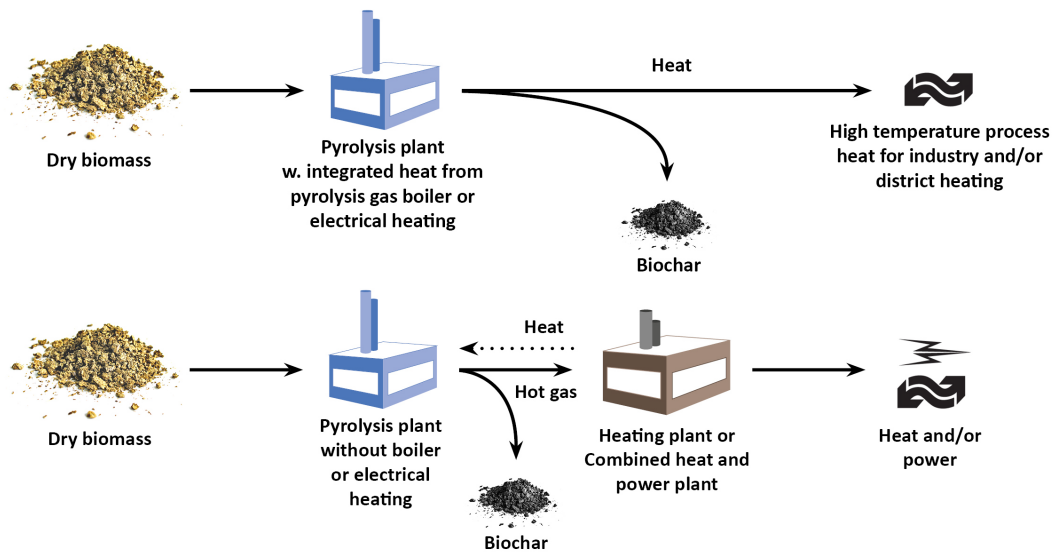 Heat
Dry biomass
Pyrolysis plant
w. integrated heat from
pyrolysis gas boiler or
electrical heating
High temperature process
heat for industry and/or
district heating
Biochar
Heat
Hot gas
Dry biomass
Pyrolysis plant
without boiler
or electrical
heating
Heating plant or
Combined heat and
power plant
Heat and/or
power
Biochar